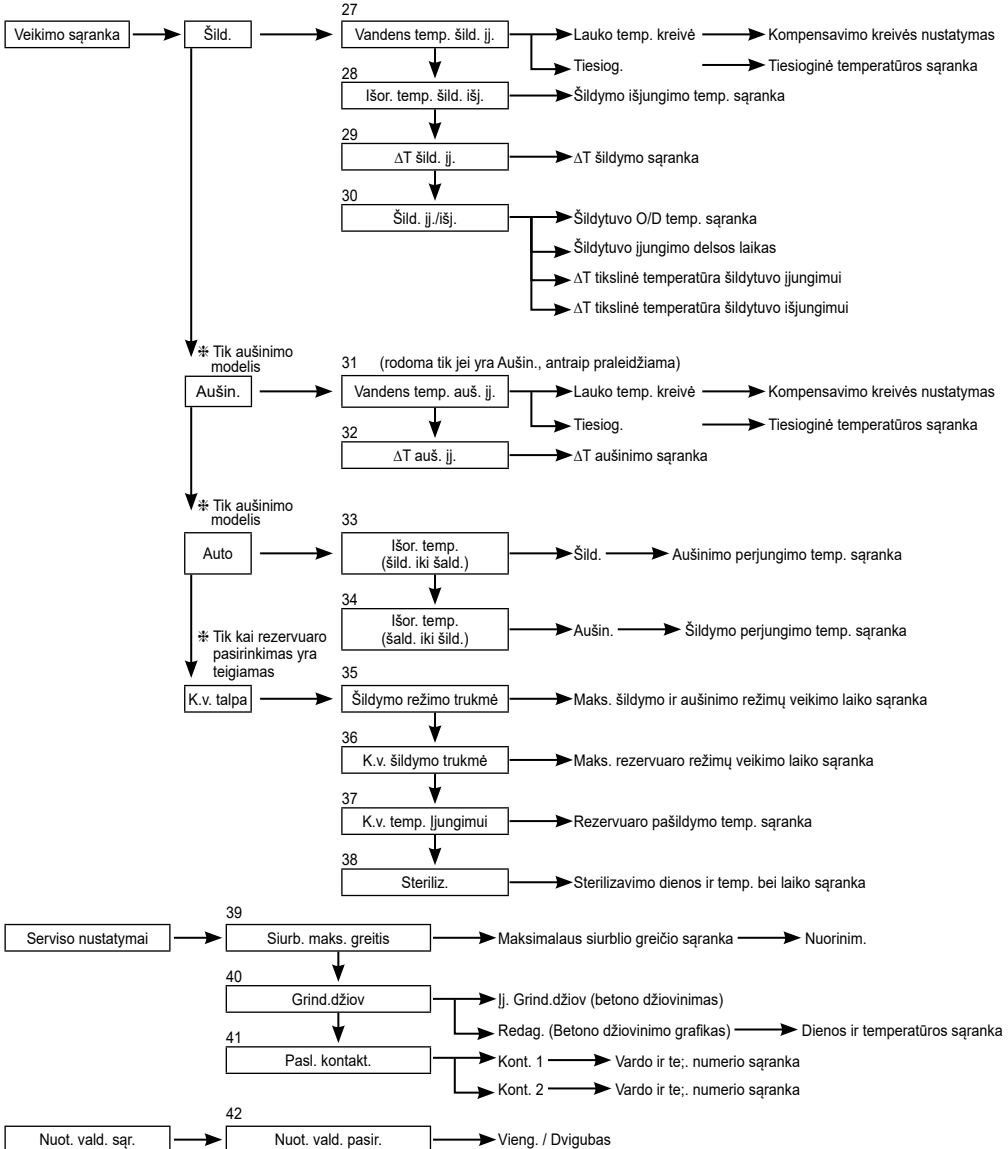 27
Veikimo sąranka
Šild.
Vandens temp. šild. įj.
Lauko temp. kreivė
Kompensavimo kreivės nustatymas
Tiesiog.
Tiesioginė temperatūros sąranka
28
Išor. temp. šild. išj.
Šildymo išjungimo temp. sąranka
29
ΔT šild. įj.
ΔT šildymo sąranka
30
Šild. įj./išj.
Šildytuvo O/D temp. sąranka
Šildytuvo įjungimo delsos laikas
ΔT tikslinė temperatūra šildytuvo įjungimui
ΔT tikslinė temperatūra šildytuvo išjungimui
❉ Tik aušinimo
modelis
31 (rodoma tik jei yra Aušin., antraip praleidžiama)
Aušin.
Vandens temp. auš. įj.
Lauko temp. kreivė
Kompensavimo kreivės nustatymas
Tiesiog.
Tiesioginė temperatūros sąranka
32
ΔT auš. įj.
ΔT aušinimo sąranka
❉ Tik aušinimo
modelis
33
Auto
Išor. temp.
(šild. iki šald.)
Šild.
Aušinimo perjungimo temp. sąranka
34
Išor. temp.
(šald. iki šild.)
Aušin.
Šildymo perjungimo temp. sąranka
❉ Tik kai rezervuaro
pasirinkimas yra
teigiamas
35
K.v. talpa
Šildymo režimo trukmė
Maks. šildymo ir aušinimo režimų veikimo laiko sąranka
36
K.v. šildymo trukmė
Maks. rezervuaro režimų veikimo laiko sąranka
37
K.v. temp. Įjungimui
Rezervuaro pašildymo temp. sąranka
38
Steriliz.
Sterilizavimo dienos ir temp. bei laiko sąranka
39
Serviso nustatymai
Siurb. maks. greitis
Maksimalaus siurblio greičio sąranka
Nuorinim.
40
Grind.džiov
Įj. Grind.džiov (betono džiovinimas)
Redag. (Betono džiovinimo grafikas)
Dienos ir temperatūros sąranka
41
Pasl. kontakt.
Kont. 1
Vardo ir te;. numerio sąranka
Kont. 2
Vardo ir te;. numerio sąranka
42
Nuot. vald. sąr.
Nuot. vald. pasir.
Vieng. / Dvigubas